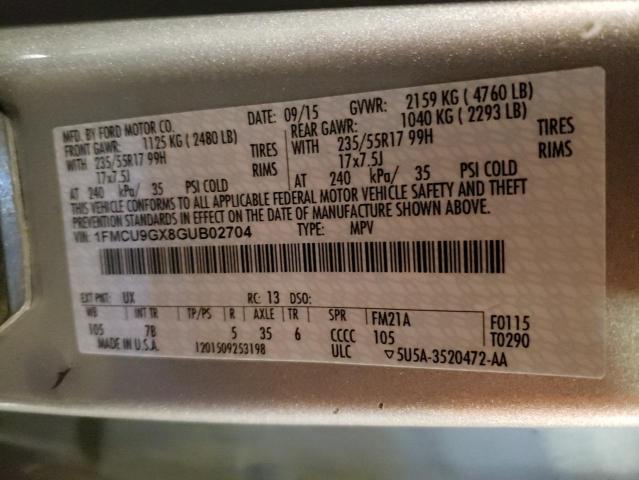 MFD. BY FORD MOTOR CO. DATE: 09/15 GVWR: 2159 KG ( 4760 LB)
FRONT GAWR: 1125 KG ( 2480 LB) REAR GAWR: 1040 KG ( 2293 LB)
WITH 235/55R17 99H TIRES WITH 235/55R17 99H TIRES
17x7.5J RIMS 17x7.5J RIMS
AT 240 kPa/ 35 PSI COLD AT 240 kPa/ 35 PSI COLD
THIS VEHICLE CONFORMS TO ALL APPLICABLE FEDERAL MOTOR VEHICLE SAFETY AND THEFT
PREVENTION STANDARDS IN EFFECT ON THE DATE OF MANUFACTURE SHOWN ABOVE.
VIN: 1FMCU9GX8GUB02704 TYPE: MPV
EXT PNT: UX RC: 13 DSO:
WB INT TR TP/PS R AXLE TR SPR FM21A F0115
105 7B 5 35 6 CCCC 105 T0290
MADE IN U.S.A. 1201509253198 ULC ▽5U5A-3520472-AA